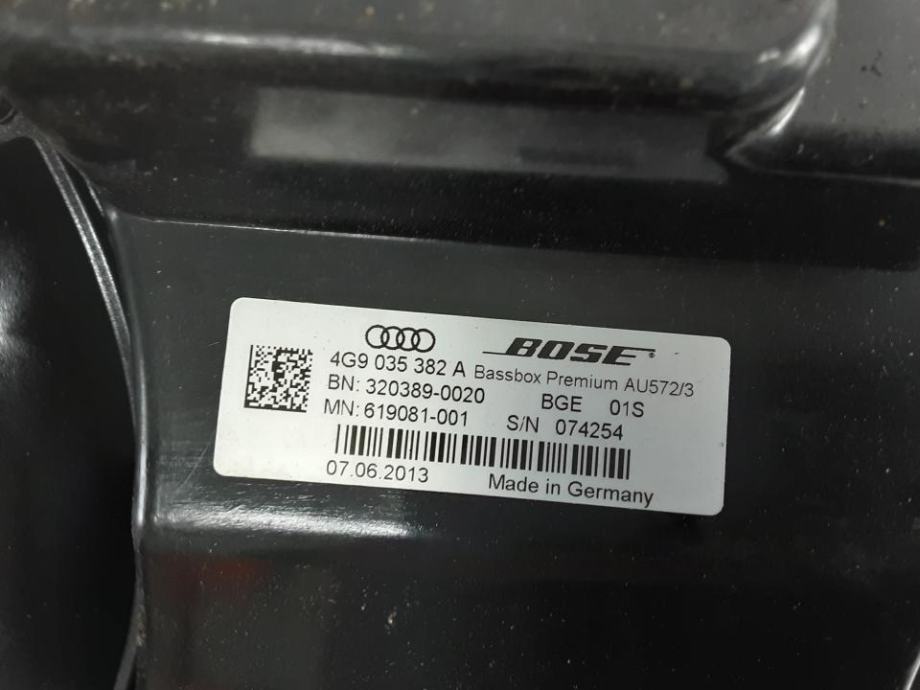 BOSE
4G9 035 382 A Bassbox Premium AU572/3
BN: 320389-0020 BGE 01S
MN: 619081-001 S/N 074254
07.06.2013 Made in Germany